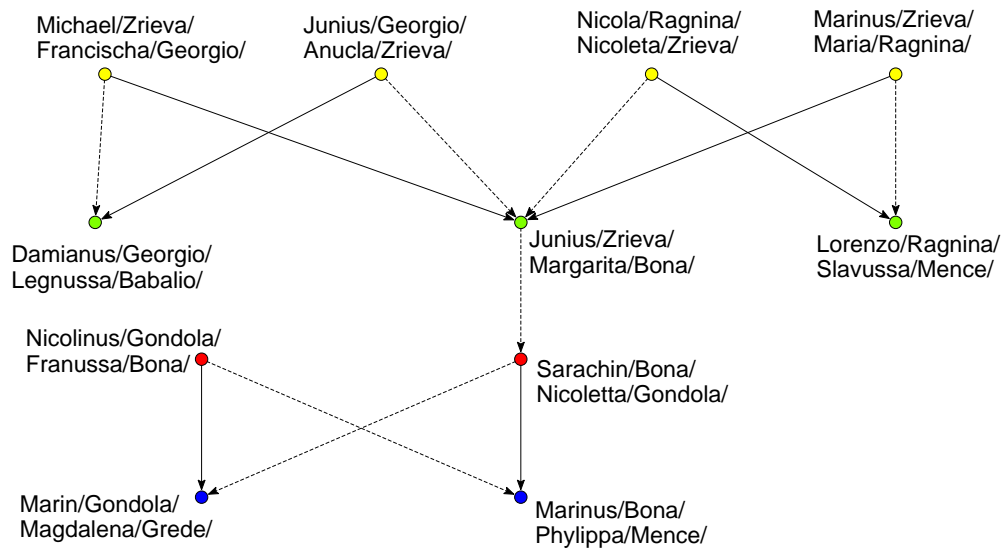 Michael/Zrieva/
Francischa/Georgio/
Junius/Georgio/
Anucla/Zrieva/
Nicola/Ragnina/
Nicoleta/Zrieva/
Marinus/Zrieva/
Maria/Ragnina/
Damianus/Georgio/
Legnussa/Babalio/
Junius/Zrieva/
Margarita/Bona/
Lorenzo/Ragnina/
Slavussa/Mence/
Nicolinus/Gondola/
Franussa/Bona/
Sarachin/Bona/
Nicoletta/Gondola/
Marin/Gondola/
Magdalena/Grede/
Marinus/Bona/
Phylippa/Mence/